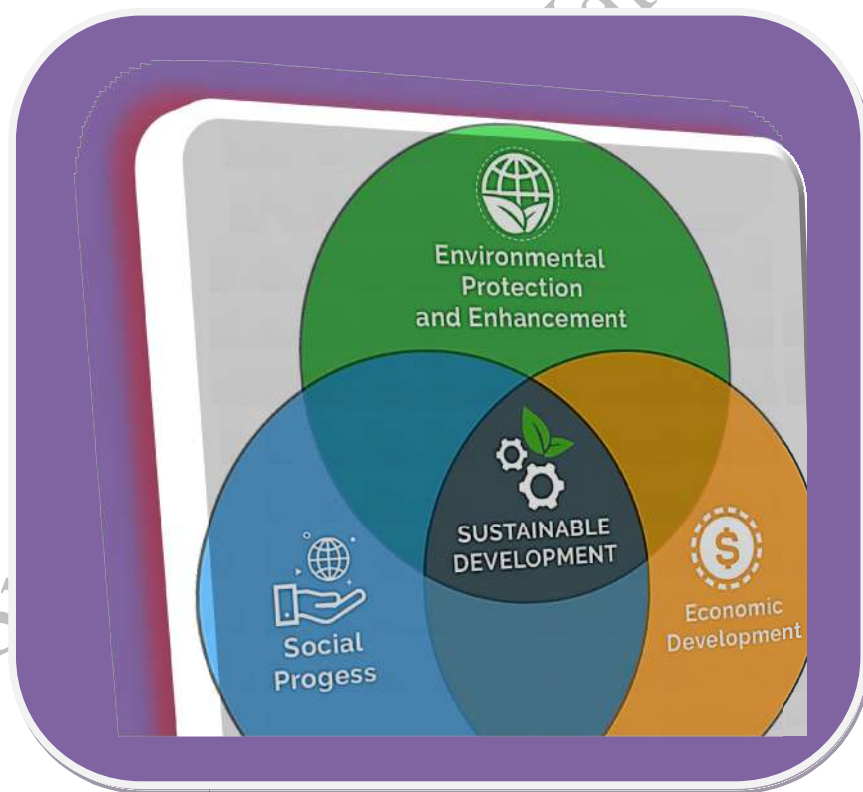 Environmental
Protection
and Enhancement
SUSTAINABLE
DEVELOPMENT
Economic
Development
Social
Progess